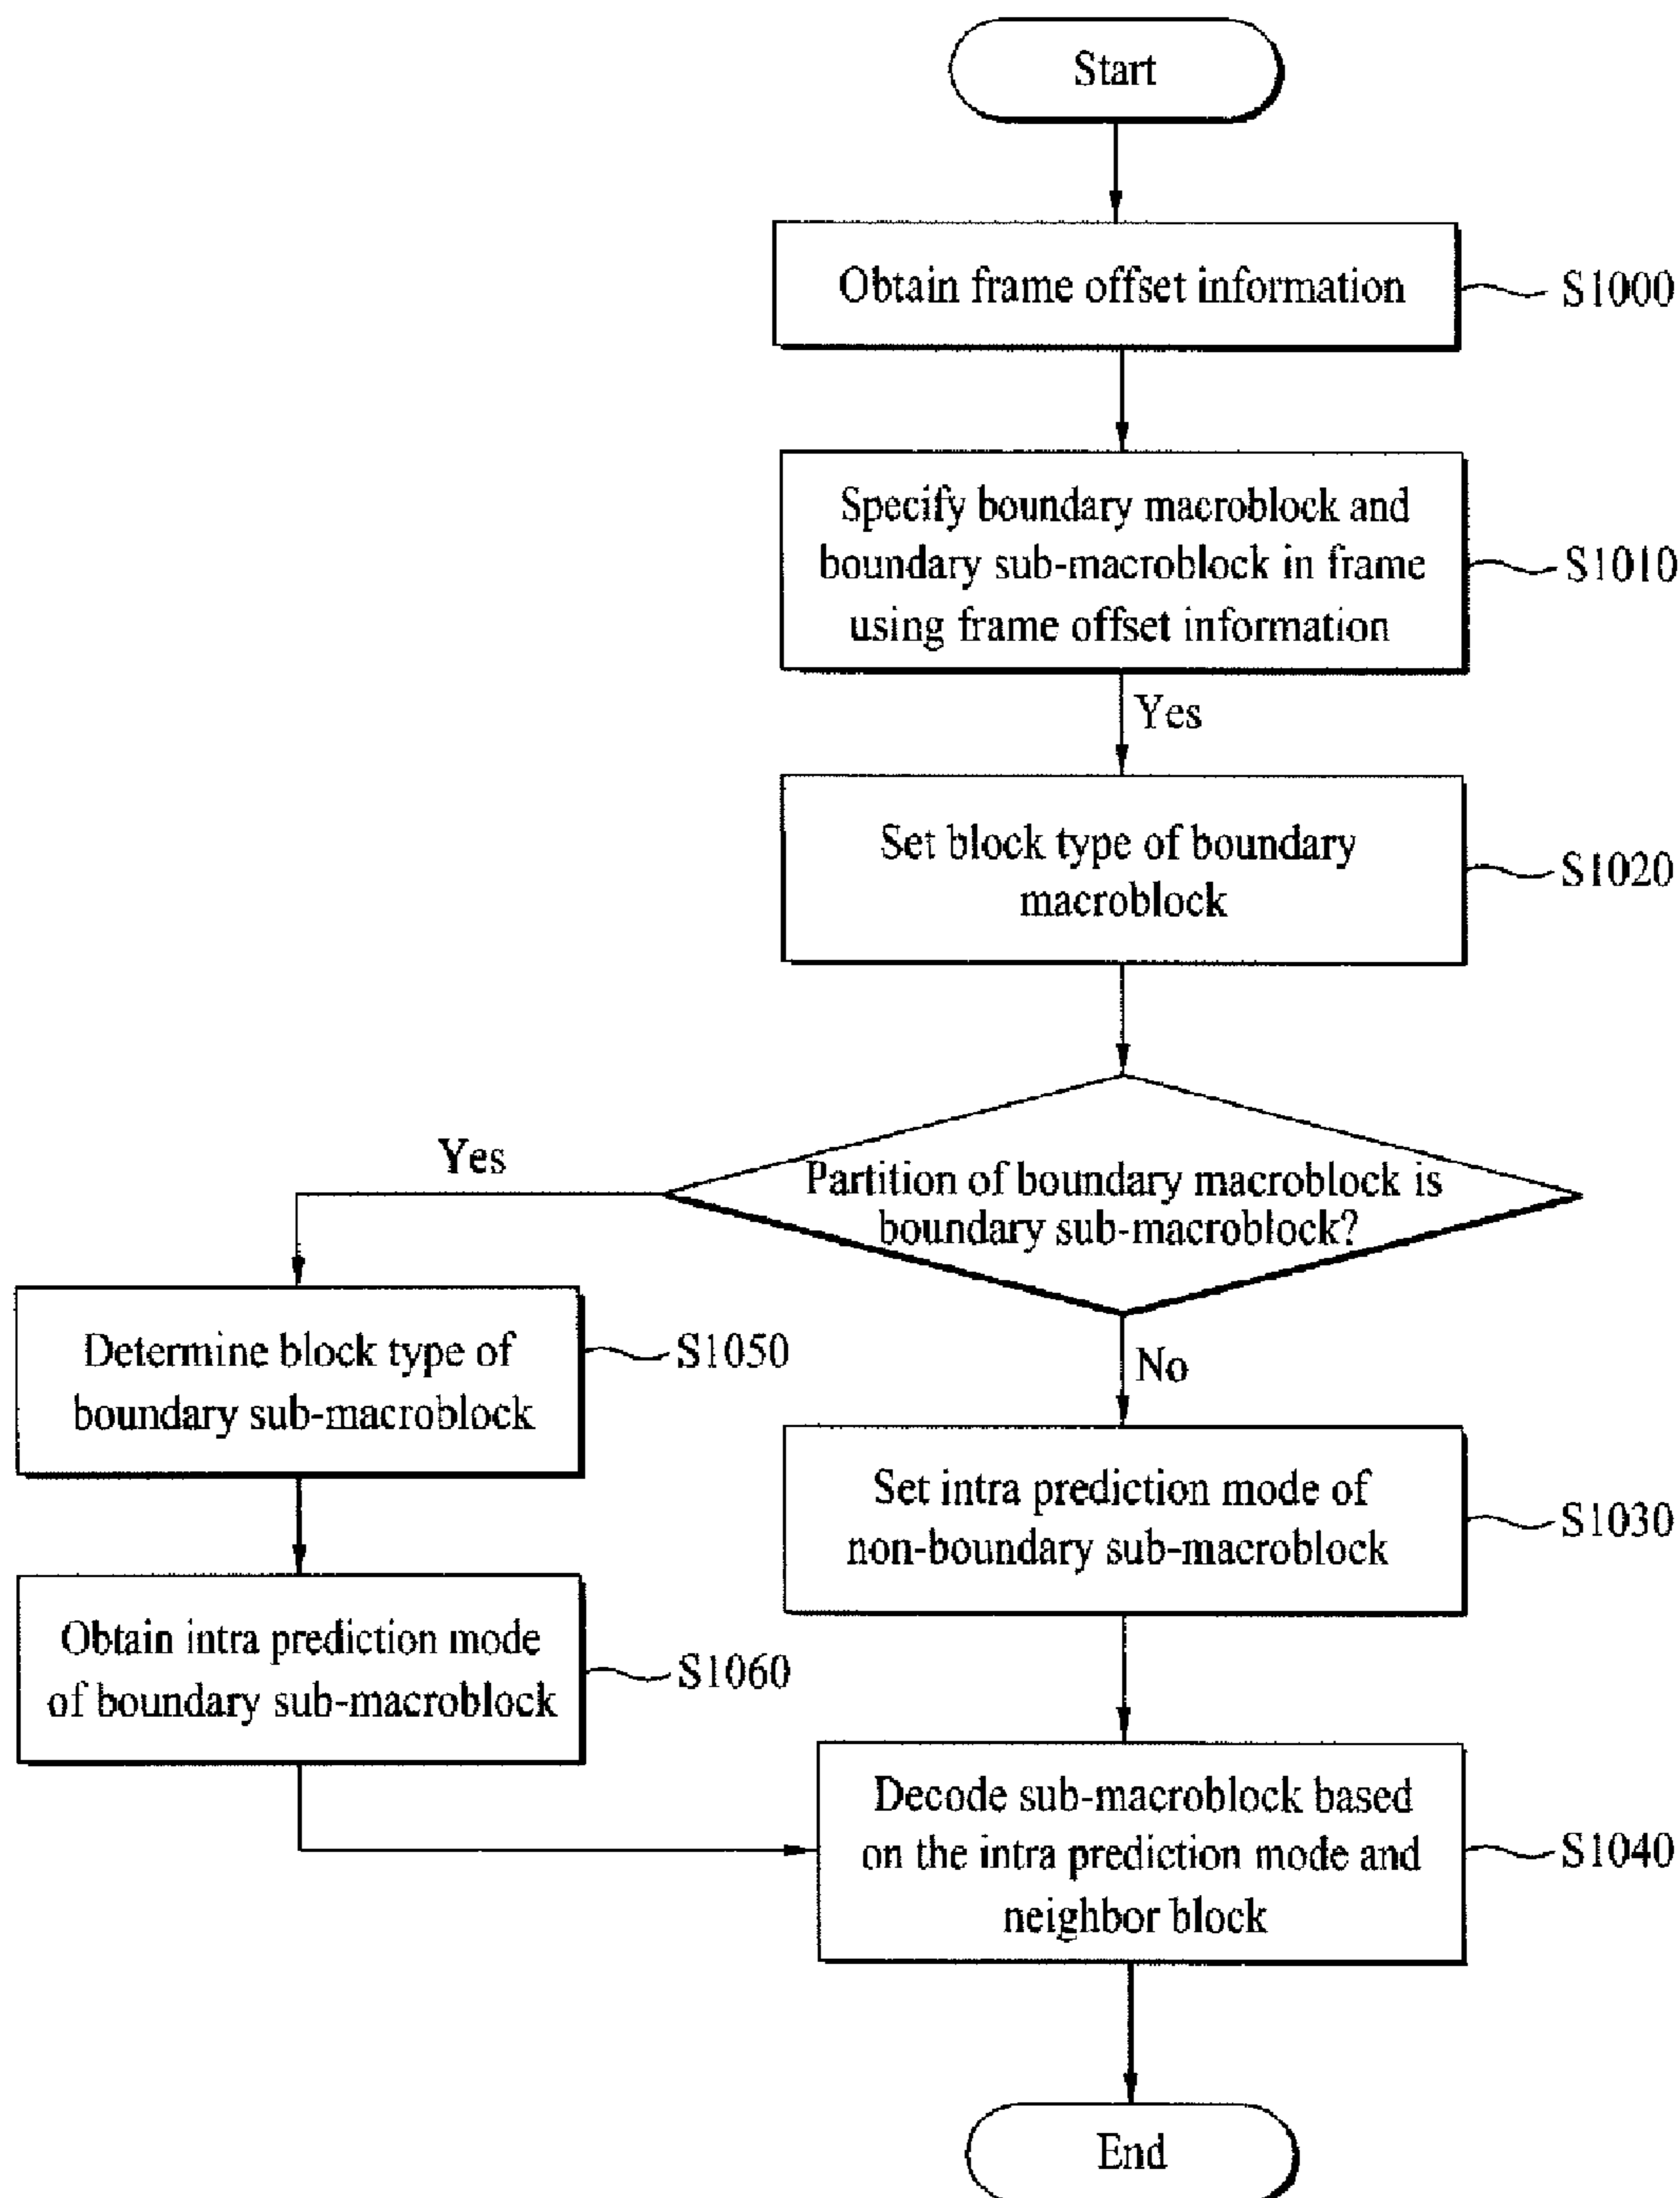 Start
Obtain frame offset information
S1000
Specify boundary macroblock and
boundary sub-macroblock in frame
using frame offset information
S1010
Yes
Set block type of boundary
macroblock
S1020
Partition of boundary macroblock is
boundary sub-macroblock?
Yes
Determine block type of
boundary sub-macroblock
S1050
Obtain intra prediction mode
of boundary sub-macroblock
S1060
No
Set intra prediction mode of
non-boundary sub-macroblock
S1030
Decode sub-macroblock based
on the intra prediction mode and
neighbor block
S1040
End